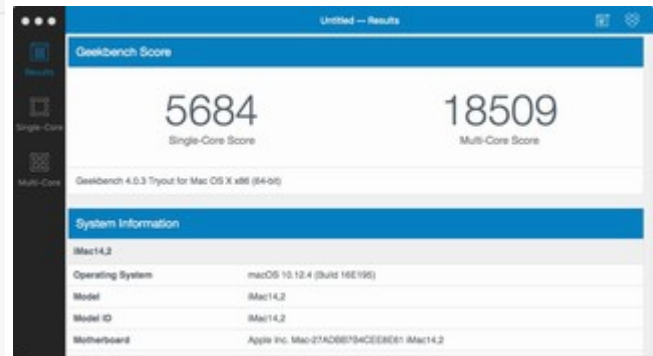 Untitled — Results
Geekbench Score
Results
5684
18509
Single-Core Score
Multi-Core Score
Single-Core
Multi-Core
Geekbench 4.0.3 Tryout for Mac OS X x86 (64-bit)
System Information
iMac14,2
Operating System macOS 10.12.4 (Build 16E195)
Model iMac14,2
Model ID iMac14,2
Motherboard Apple Inc. iMac14,2